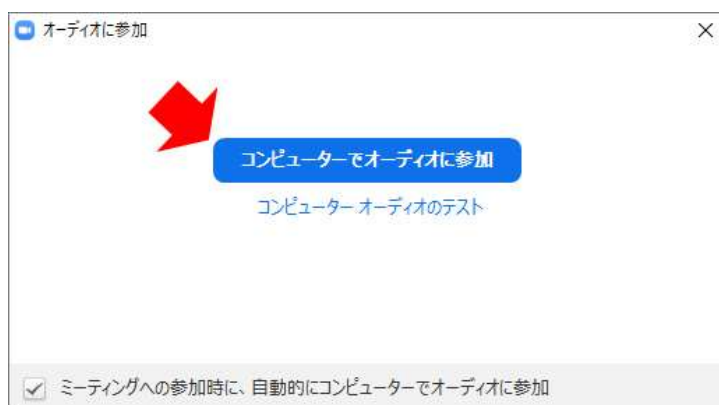 オーディオに参加
コンピューターでオーディオに参加
コンピューター オーディオのテスト
ミーティングへの参加時に、自動的にコンピューターでオーディオに参加